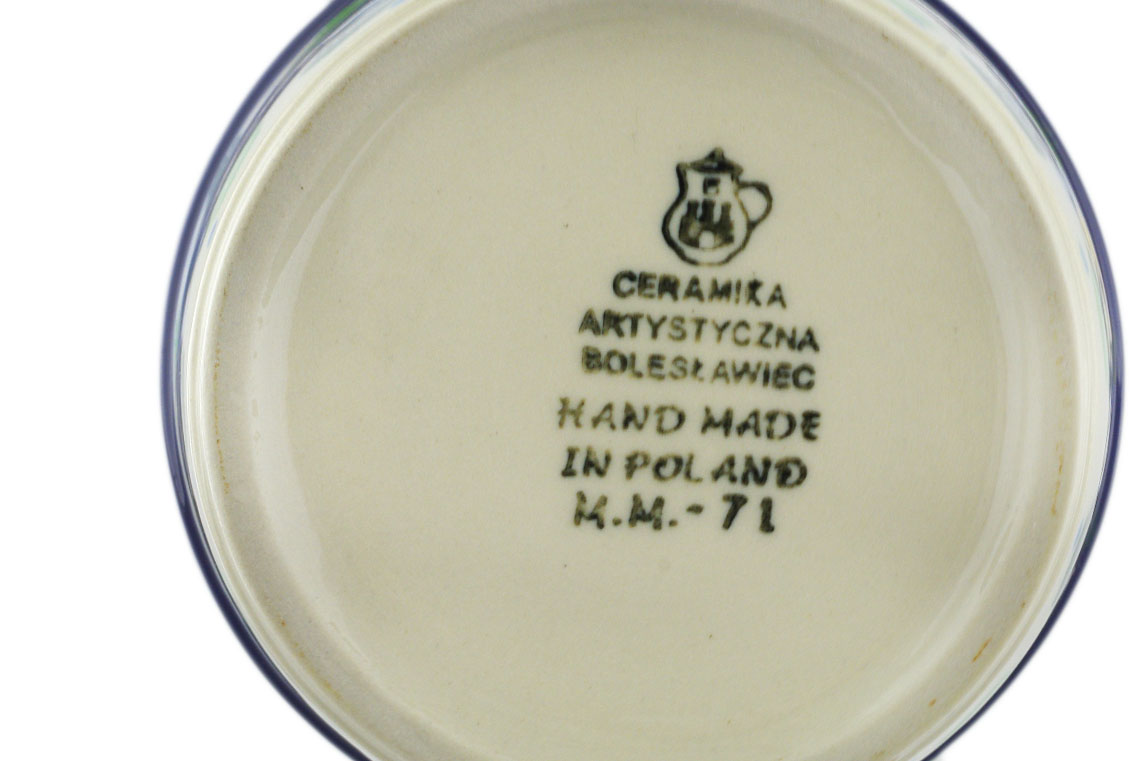 CERAMIKA
ARTYSTYCZNA
BOLESŁAWIEC
HAND MADE
IN POLAND
M.M.-71